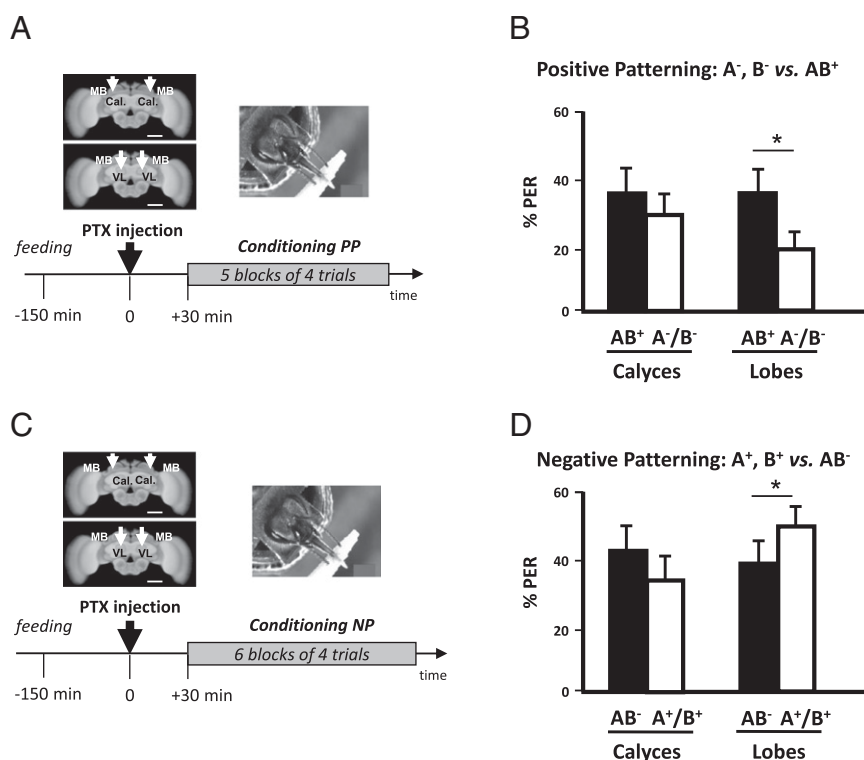 A
MB MB
Cal. Cal.
MB MB
VL VL
PTX injection
feeding
Conditioning PP
5 blocks of 4 trials
time
-150 min 0 +30 min
B
Positive Patterning: A⁻, B⁻ vs. AB⁺
60
40
20
0
% PER
*
AB⁺ A⁻/B⁻ AB⁺ A⁻/B⁻
Calyces Lobes
C
MB MB
Cal. Cal.
MB MB
VL VL
PTX injection
feeding
Conditioning NP
6 blocks of 4 trials
time
-150 min 0 +30 min
D
Negative Patterning: A⁺, B⁺ vs. AB⁻
60
40
20
0
% PER
*
AB⁻ A⁺/B⁺ AB⁻ A⁺/B⁺
Calyces Lobes